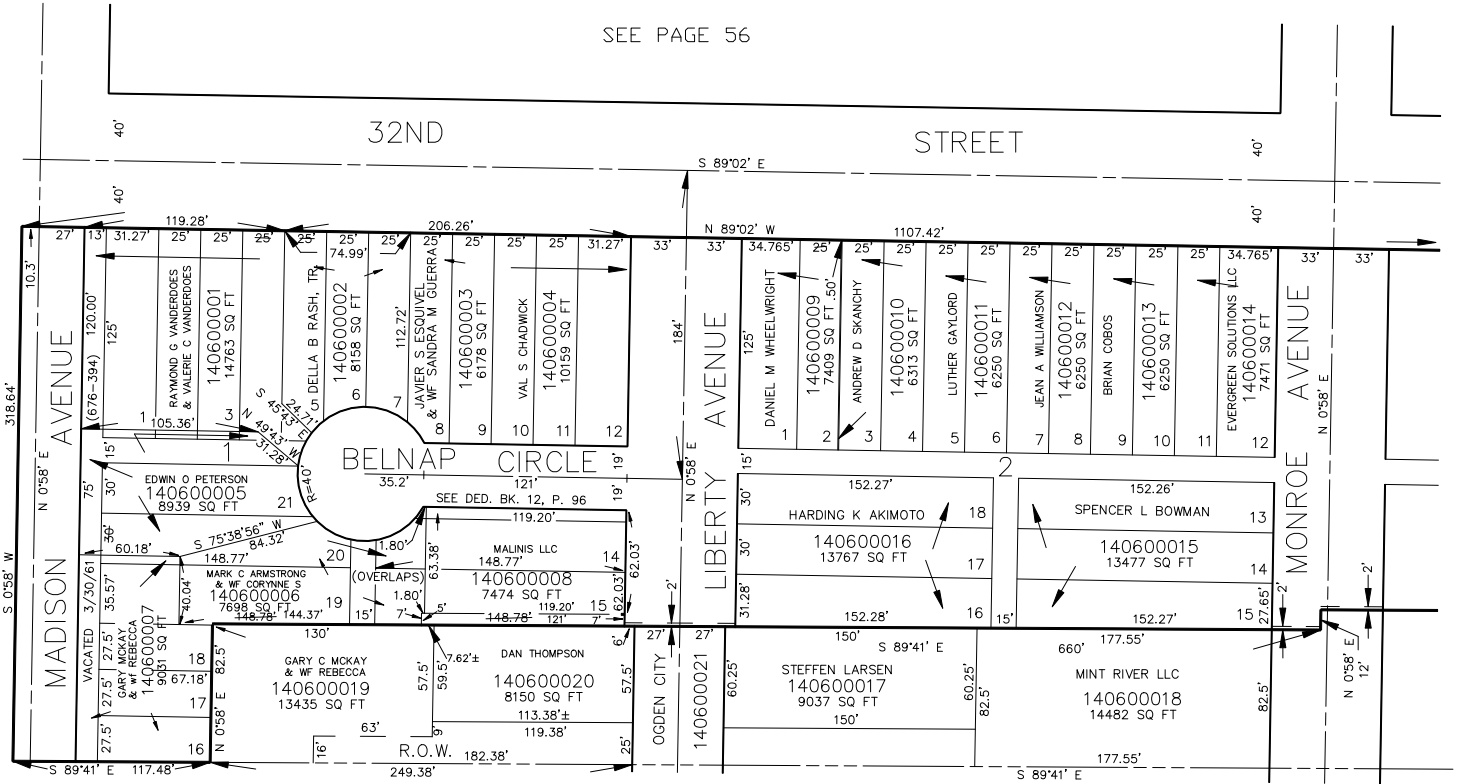 SEE PAGE 56
40'
32ND STREET
40'
S 89°02' E
40'
40'
119.28'
206.26'
N 89°02' W
1107.42'
27'
13'
31.27'
25'
25'
25'
25'
25'
74.99'
25'
25'
25'
25'
31.27'
33'
33'
34.765'
25'
25'
25'
25'
25'
25'
25'
25'
25'
25'
34.765'
33'
33'
10.3'
318.64'
S 0°58' W
N 0°58' E
MADISON AVENUE
(676-394)
120.00'
125'
VACATED 3/30/61
75'
RAYMOND G VANDERDOES
& VALERIE C VANDERDOES
140600001
14763 SQ FT
DELLA B RASH, TR
140600002
8158 SQ FT
112.72'
JAVIER S ESQUIVEL
& WF SANDRA M GUERRA
140600003
6178 SQ FT
VAL S CHADWICK
140600004
10159 SQ FT
184'
LIBERTY AVENUE
N 0°58' E
125'
DANIEL M WHEELWRIGHT
140600009
7409 SQ FT
.50'
ANDREW D SKANCHY
140600010
6313 SQ FT
LUTHER GAYLORD
140600011
6250 SQ FT
JEAN A WILLIAMSON
140600012
6250 SQ FT
BRIAN COBOS
140600013
6250 SQ FT
EVERGREEN SOLUTIONS LLC
140600014
7471 SQ FT
MONROE AVENUE
N 0°58' E
1
3
5
6
7
8
9
10
11
12
1
2
3
4
5
6
7
8
9
10
11
12
105.36'
1
S 45°43' E
24.71'
N 49°43' W
31.28'
R=40'
BELNAP CIRCLE
35.2'
121'
19'
19'
SEE DED. BK. 12, P. 96
119.20'
15'
30'
30'
EDWIN O PETERSON
140600005
8939 SQ FT
21
S 75°38'56" W
84.32'
60.18'
148.77'
20
MARK C ARMSTRONG
& WF CORYNNE S
140600006
7698 SQ FT
19
148.78'
144.37'
40.04'
35.57'
15'
7'
(OVERLAPS)
1.80'
1.80'
63.38'
.5'
MALINIS LLC
148.77'
14
140600008
7474 SQ FT
119.20'
15
148.78'
121'
7'
62.03'
62.03'
2'
2
15'
30'
30'
31.28'
152.27'
HARDING K AKIMOTO
18
140600016
13767 SQ FT
17
152.28'
16
15'
152.26'
SPENCER L BOWMAN
13
140600015
13477 SQ FT
14
152.27'
15
27.65'
2'
2'
GARY MCKAY
& WF REBECCA
140600007
9031 SQ FT
27.5'
27.5'
27.5'
18
67.18'
17
16
82.5'
N 0°58' E
130'
GARY C MCKAY
& WF REBECCA
140600019
13435 SQ FT
57.5'
59.5'
7.62'±
DAN THOMPSON
140600020
8150 SQ FT
113.38'±
119.38'
6'
57.5'
63'
16'
9'
R.O.W.
182.38'
25'
27'
27'
OGDEN CITY
140600021
60.25'
150'
S 89°41' E
660'
177.55'
STEFFEN LARSEN
140600017
9037 SQ FT
150'
60.25'
82.5'
MINT RIVER LLC
140600018
14482 SQ FT
82.5'
177.55'
N 0°58' E
12'
S 89°41' E
117.48'
249.38'
S 89°41' E